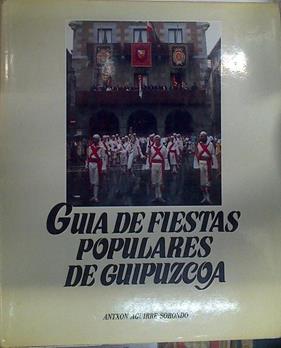 GUIA DE FIESTAS
POPULARES
DE GUIPUZCOA
ANTXON AGUIRRE SORONDO